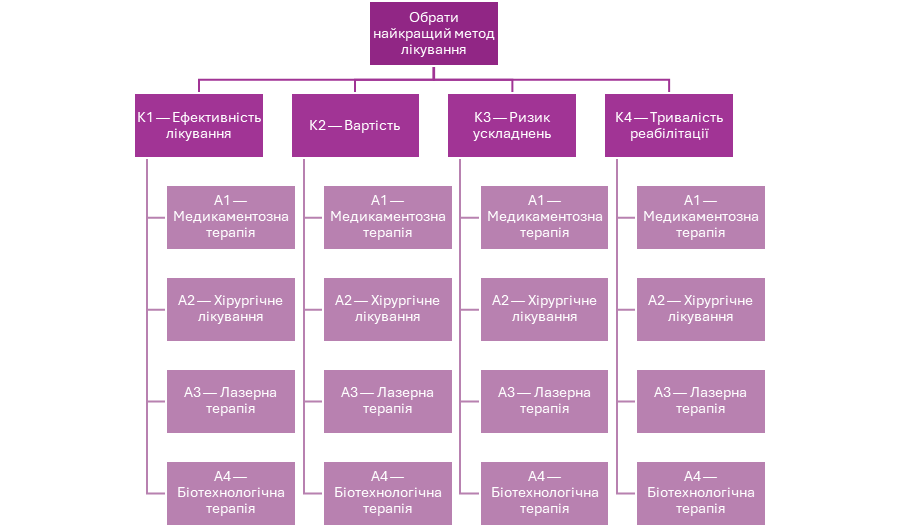 Обрати
найкращий метод
лікування
К1 — Ефективність
лікування
К2 — Вартість
К3 — Ризик
ускладнень
К4 — Тривалість
реабілітації
А1 —
Медикаментозна
терапія
А1 —
Медикаментозна
терапія
А1 —
Медикаментозна
терапія
А1 —
Медикаментозна
терапія
А2 — Хірургічне
лікування
А2 — Хірургічне
лікування
А2 — Хірургічне
лікування
А2 — Хірургічне
лікування
А3 — Лазерна
терапія
А3 — Лазерна
терапія
А3 — Лазерна
терапія
А3 — Лазерна
терапія
А4 —
Біотехнологічна
терапія
А4 —
Біотехнологічна
терапія
А4 —
Біотехнологічна
терапія
А4 —
Біотехнологічна
терапія